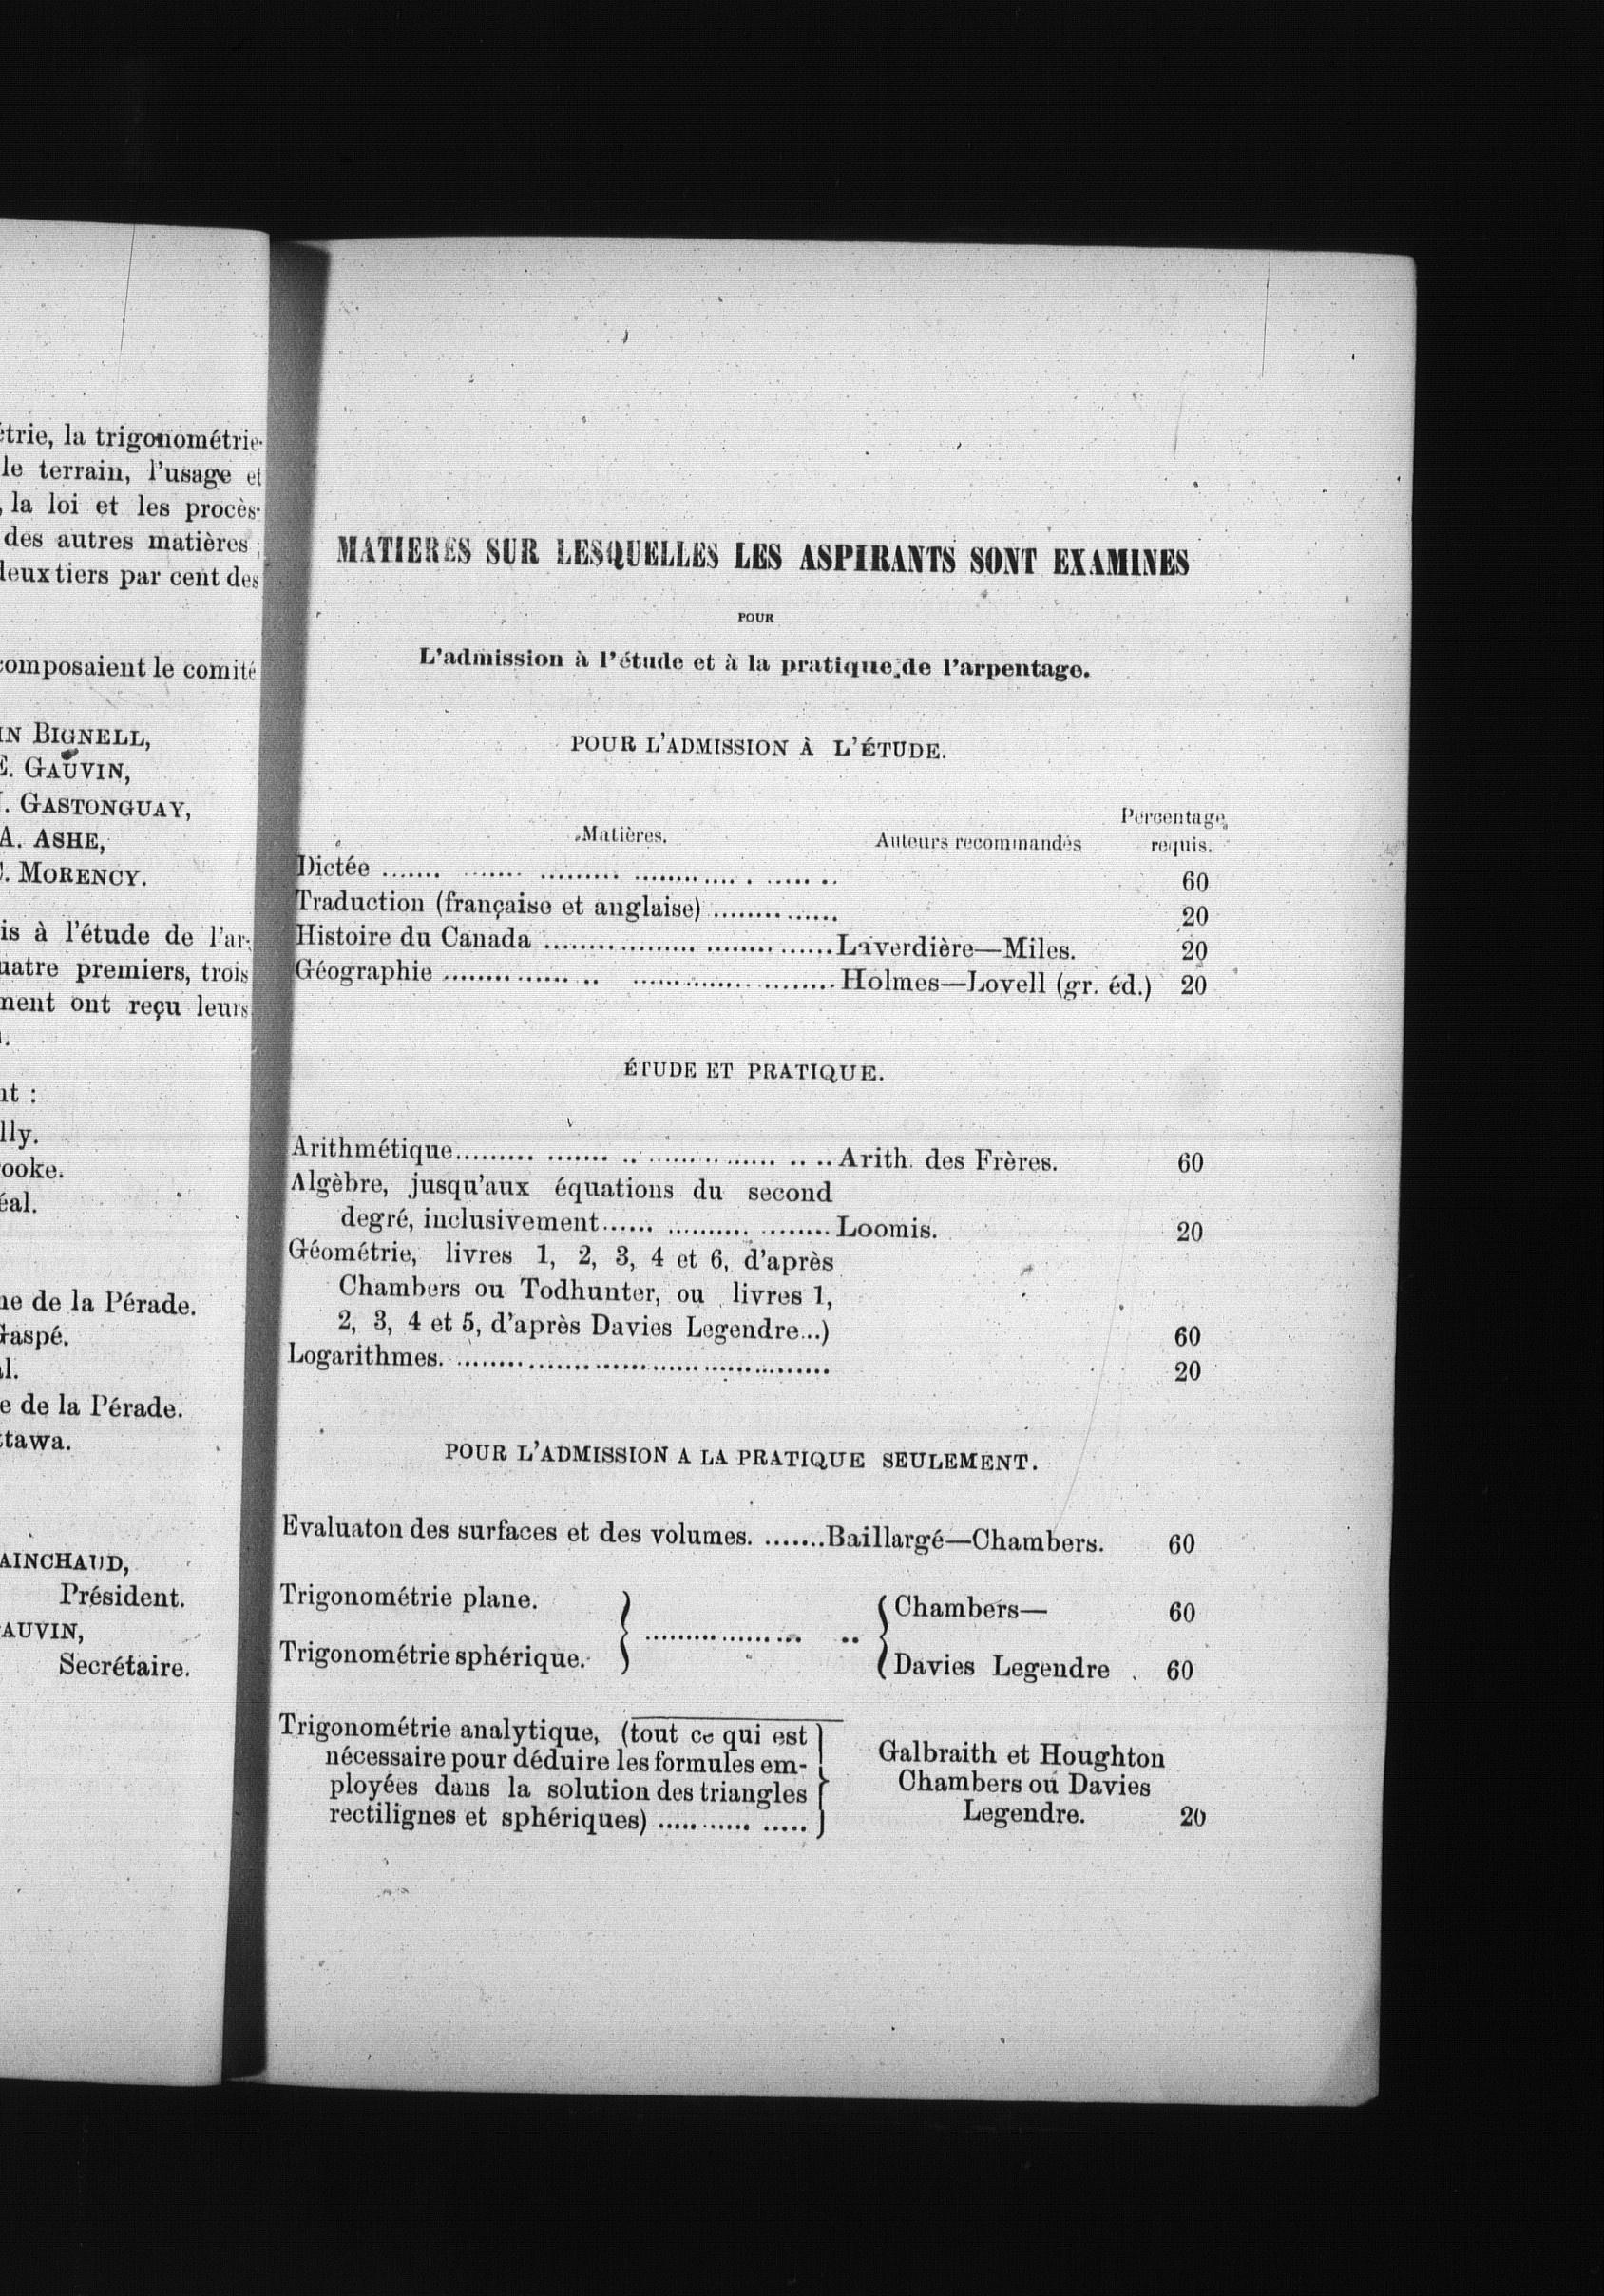 étrie, la trigonométrie
le terrain, l'usage et
, la loi et les procès-
des autres matières ;
deux tiers par cent des
composaient le comité
IN BIGNELL,
E. GAUVIN,
. GASTONGUAY,
A. ASHE,
C. MORENCY.
is à l'étude de l'ar-
uatre premiers, trois
ment ont reçu leurs
nt :
lly.
rooke.
éal.
ne de la Pérade.
Gaspé.
al.
e de la Pérade.
ttawa.
AINCHAUD,
Président.
AUVIN,
Secrétaire.
MATIERES SUR LESQUELLES LES ASPIRANTS SONT EXAMINES
POUR
L'admission à l'étude et à la pratique de l'arpentage.
POUR L'ADMISSION À L'ÉTUDE.
Matières. Auteurs recommandés Percentage requis.
Dictée ....... ....... ......... ............. . ...... .. 60
Traduction (française et anglaise) .............. 20
Histoire du Canada ................... ......... ......Laverdière—Miles. 20
Géographie ............... .. ............... .........Holmes—Lovell (gr. éd.) 20
ÉTUDE ET PRATIQUE.
Arithmétique......... ....... .. ................ .. ..Arith. des Frères. 60
Algèbre, jusqu'aux équations du second
degré, inclusivement...... .......... ........Loomis. 20
Géométrie, livres 1, 2, 3, 4 et 6, d'après
Chambers ou Todhunter, ou livres 1,
2, 3, 4 et 5, d'après Davies Legendre...) 60
Logarithmes. ............................................. 20
POUR L'ADMISSION A LA PRATIQUE SEULEMENT.
Evaluaton des surfaces et des volumes. .......Baillargé—Chambers. 60
Trigonométrie plane. } .................. .. { Chambers— 60
Trigonométrie sphérique. Davies Legendre . 60
Trigonométrie analytique, (tout ce qui est
nécessaire pour déduire les formules em- Galbraith et Houghton
ployées dans la solution des triangles Chambers ou Davies
rectilignes et sphériques) ............ ..... Legendre. 20